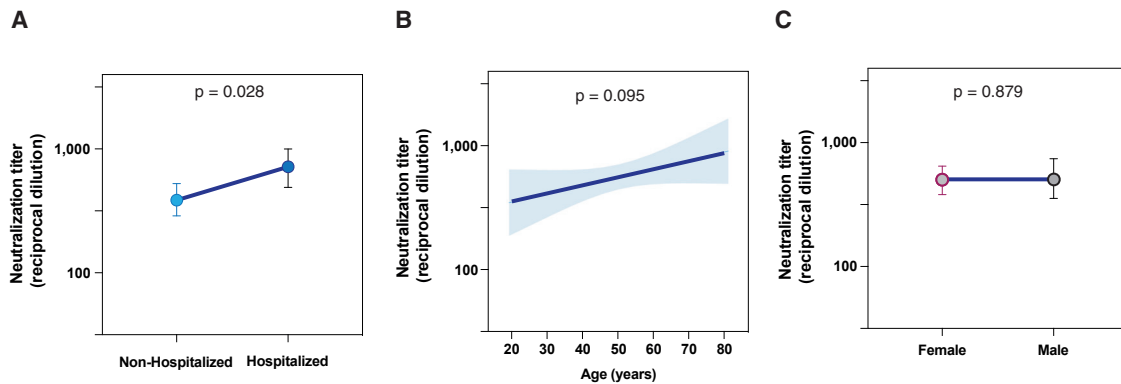 A
p = 0.028
Neutralization titer
(reciprocal dilution)
1,000
100
Non-Hospitalized
Hospitalized
B
p = 0.095
Neutralization titer
(reciprocal dilution)
1,000
100
20 30 40 50 60 70 80
Age (years)
C
p = 0.879
Neutralization titer
(reciprocal dilution)
1,000
100
Female
Male